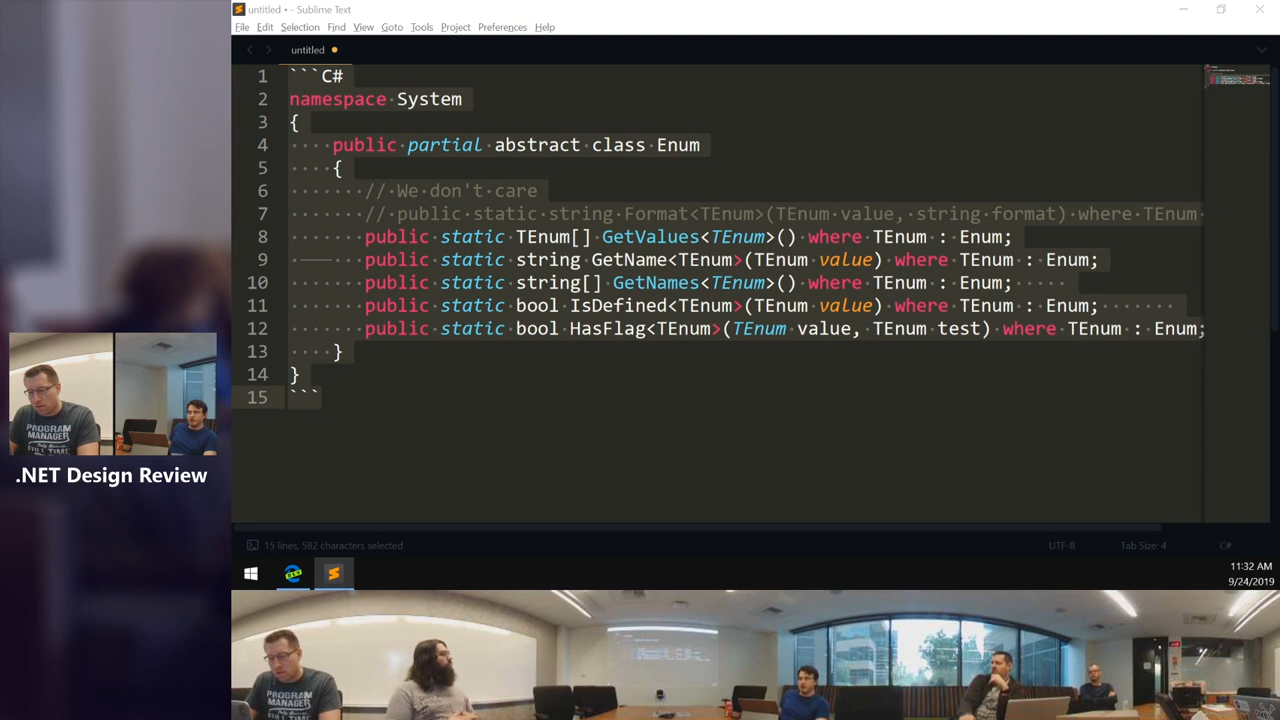 untitled • - Sublime Text
File Edit Selection Find View Goto Tools Project Preferences Help
untitled
1 ```C#
2 namespace System
3 {
4 public partial abstract class Enum
5 {
6 // We don't care
7 // public static string Format<TEnum>(TEnum value, string format) where TEnum
8 public static TEnum[] GetValues<TEnum>() where TEnum : Enum;
9 public static string GetName<TEnum>(TEnum value) where TEnum : Enum;
10 public static string[] GetNames<TEnum>() where TEnum : Enum;
11 public static bool IsDefined<TEnum>(TEnum value) where TEnum : Enum;
12 public static bool HasFlag<TEnum>(TEnum value, TEnum test) where TEnum : Enum;
13 }
14 }
15 ```
PROGRAM
MANAGER
FULL TIME
.NET Design Review
15 lines, 582 characters selected
UTF-8
Tab Size: 4
C#
DEV
11:32 AM
9/24/2019
PROGRAM
MANAGER